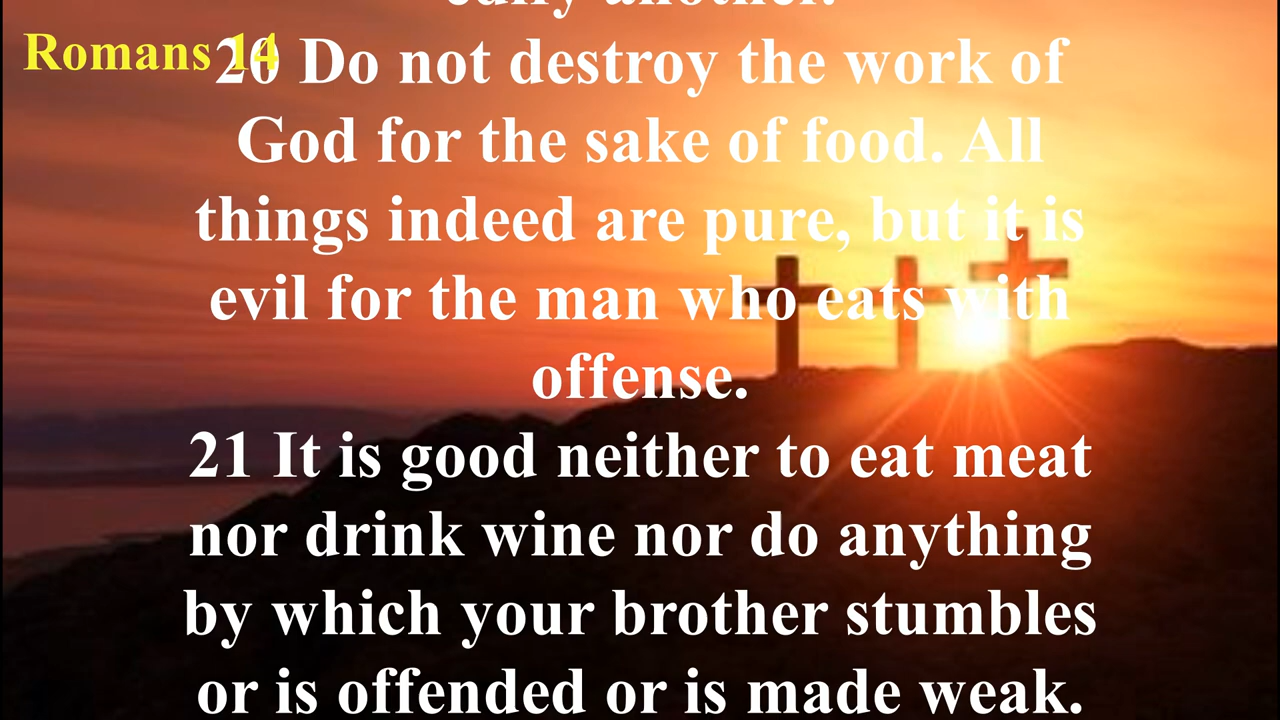 Romans 14
20 Do not destroy the work of
God for the sake of food. All
things indeed are pure, but it is
evil for the man who eats with
offense.
21 It is good neither to eat meat
nor drink wine nor do anything
by which your brother stumbles
or is offended or is made weak.